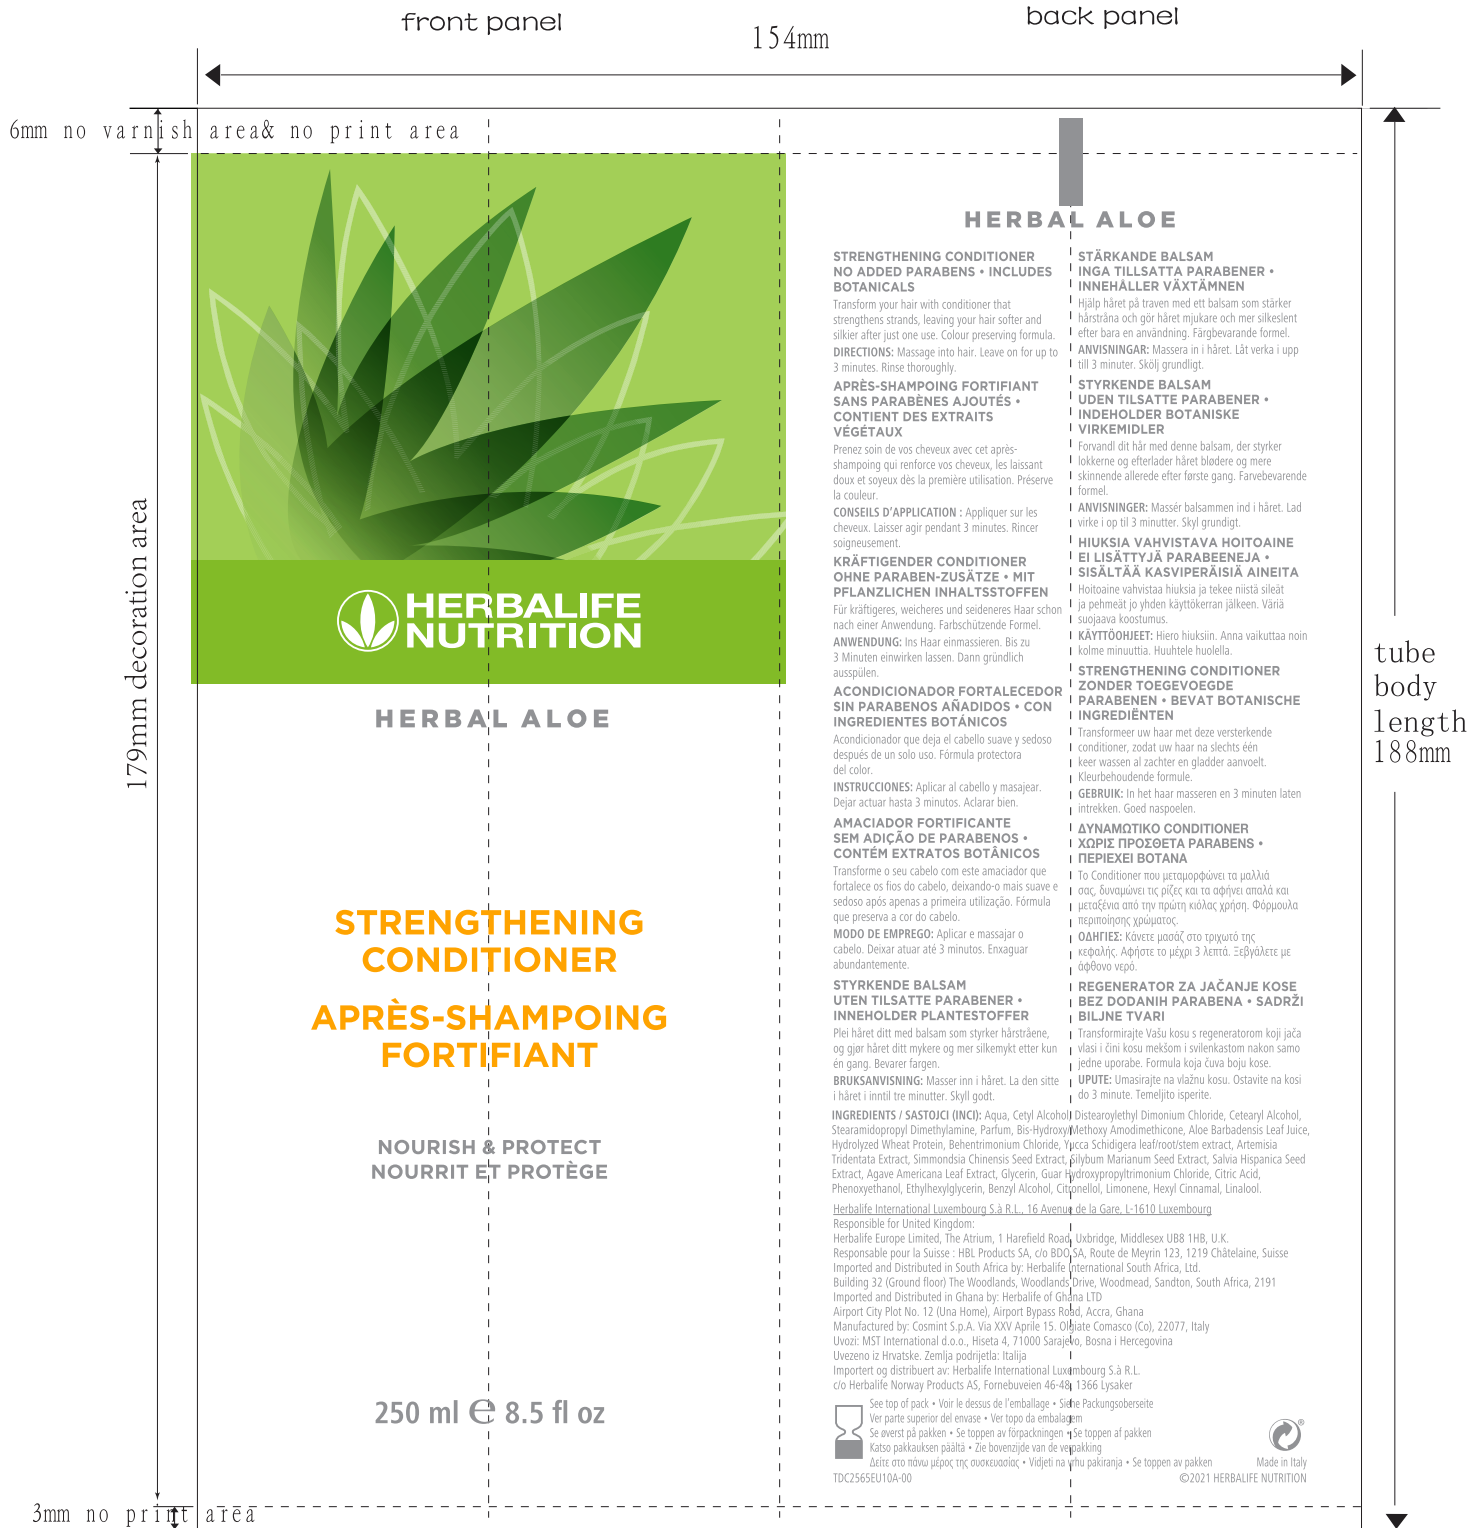 front panel
back panel
154mm
6mm no varnish area& no print area
179mm decoration area
tube
body
length
188mm
3mm no print area
HERBALIFE
NUTRITION
HERBAL ALOE
STRENGTHENING
CONDITIONER
APRÈS-SHAMPOING
FORTIFIANT
NOURISH & PROTECT
NOURRIT ET PROTÈGE
250 ml ℮ 8.5 fl oz
HERBAL ALOE
STRENGTHENING CONDITIONER
NO ADDED PARABENS • INCLUDES
BOTANICALS
Transform your hair with conditioner that
strengthens strands, leaving your hair softer and
silkier after just one use. Colour preserving formula.
DIRECTIONS: Massage into hair. Leave on for up to
3 minutes. Rinse thoroughly.
APRÈS-SHAMPOING FORTIFIANT
SANS PARABÈNES AJOUTÉS •
CONTIENT DES EXTRAITS
VÉGÉTAUX
Prenez soin de vos cheveux avec cet après-
shampoing qui renforce vos cheveux, les laissant
doux et soyeux dès la première utilisation. Préserve
la couleur.
CONSEILS D'APPLICATION : Appliquer sur les
cheveux. Laisser agir pendant 3 minutes. Rincer
soigneusement.
KRÄFTIGENDER CONDITIONER
OHNE PARABEN-ZUSÄTZE • MIT
PFLANZLICHEN INHALTSSTOFFEN
Für kräftigeres, weicheres und seideneres Haar schon
nach einer Anwendung. Farbschützende Formel.
ANWENDUNG: Ins Haar einmassieren. Bis zu
3 Minuten einwirken lassen. Dann gründlich
ausspülen.
ACONDICIONADOR FORTALECEDOR
SIN PARABENOS AÑADIDOS • CON
INGREDIENTES BOTÁNICOS
Acondicionador que deja el cabello suave y sedoso
después de un solo uso. Fórmula protectora
del color.
INSTRUCCIONES: Aplicar al cabello y masajear.
Dejar actuar hasta 3 minutos. Aclarar bien.
AMACIADOR FORTIFICANTE
SEM ADIÇÃO DE PARABENOS •
CONTÉM EXTRATOS BOTÂNICOS
Transforme o seu cabelo com este amaciador que
fortalece os fios do cabelo, deixando-o mais suave e
sedoso após apenas a primeira utilização. Fórmula
que preserva a cor do cabelo.
MODO DE EMPREGO: Aplicar e massajar o
cabelo. Deixar atuar até 3 minutos. Enxaguar
abundantemente.
STYRKENDE BALSAM
UTEN TILSATTE PARABENER •
INNEHOLDER PLANTESTOFFER
Plei håret ditt med balsam som styrker hårstråene,
og gjør håret ditt mykere og mer silkemykt etter kun
én gang. Bevarer fargen.
BRUKSANVISNING: Masser inn i håret. La den sitte
i håret i inntil tre minutter. Skyll godt.
STÄRKANDE BALSAM
INGA TILLSATTA PARABENER •
INNEHÅLLER VÄXTÄMNEN
Hjälp håret på traven med ett balsam som stärker
hårstråna och gör håret mjukare och mer silkeslent
efter bara en användning. Färgbevarande formel.
ANVISNINGAR: Massera in i håret. Låt verka i upp
till 3 minuter. Skölj grundligt.
STYRKENDE BALSAM
UDEN TILSATTE PARABENER •
INDEHOLDER BOTANISKE
VIRKEMIDLER
Forvandl dit hår med denne balsam, der styrker
lokkerne og efterlader håret blødere og mere
skinnende allerede efter første gang. Farvebevarende
formel.
ANVISNINGER: Massér balsammen ind i håret. Lad
virke i op til 3 minutter. Skyl grundigt.
HIUKSIA VAHVISTAVA HOITOAINE
EI LISÄTTYJÄ PARABEENEJA •
SISÄLTÄÄ KASVIPERÄISIÄ AINEITA
Hoitoaine vahvistaa hiuksia ja tekee niistä sileät
ja pehmeät jo yhden käyttökerran jälkeen. Väriä
suojaava koostumus.
KÄYTTÖOHJEET: Hiero hiuksiin. Anna vaikuttaa noin
kolme minuuttia. Huuhtele huolella.
STRENGTHENING CONDITIONER
ZONDER TOEGEVOEGDE
PARABENEN • BEVAT BOTANISCHE
INGREDIËNTEN
Transformeer uw haar met deze versterkende
conditioner, zodat uw haar na slechts één
keer wassen al zachter en gladder aanvoelt.
Kleurbehoudende formule.
GEBRUIK: In het haar masseren en 3 minuten laten
intrekken. Goed naspoelen.
ΔΥΝΑΜΩΤΙΚΟ CONDITIONER
ΧΩΡΙΣ ΠΡΟΣΘΕΤΑ PARABENS •
ΠΕΡΙΕΧΕΙ ΒΟΤΑΝΑ
Το Conditioner που μεταμορφώνει τα μαλλιά
σας, δυναμώνει τις ρίζες και τα αφήνει απαλά και
μεταξένια από την πρώτη κιόλας χρήση. Φόρμουλα
περιποίησης χρώματος.
ΟΔΗΓΙΕΣ: Κάνετε μασάζ στο τριχωτό της
κεφαλής. Αφήστε το μέχρι 3 λεπτά. Ξεβγάλετε με
άφθονο νερό.
REGENERATOR ZA JAČANJE KOSE
BEZ DODANIH PARABENA • SADRŽI
BILJNE TVARI
Transformirajte Vašu kosu s regeneratorom koji jača
vlasi i čini kosu mekšom i svilenkastom nakon samo
jedne uporabe. Formula koja čuva boju kose.
UPUTE: Umasirajte na vlažnu kosu. Ostavite na kosi
do 3 minute. Temeljito isperite.
INGREDIENTS / SASTOJCI (INCI): Aqua, Cetyl Alcohol, Distearoylethyl Dimonium Chloride, Cetearyl Alcohol,
Stearamidopropyl Dimethylamine, Parfum, Bis-Hydroxy/Methoxy Amodimethicone, Aloe Barbadensis Leaf Juice,
Hydrolyzed Wheat Protein, Behentrimonium Chloride, Yucca Schidigera leaf/root/stem extract, Artemisia
Tridentata Extract, Simmondsia Chinensis Seed Extract, Silybum Marianum Seed Extract, Salvia Hispanica Seed
Extract, Agave Americana Leaf Extract, Glycerin, Guar Hydroxypropyltrimonium Chloride, Citric Acid,
Phenoxyethanol, Ethylhexylglycerin, Benzyl Alcohol, Citronellol, Limonene, Hexyl Cinnamal, Linalool.
Herbalife International Luxembourg S.à R.L., 16 Avenue de la Gare, L-1610 Luxembourg
Responsible for United Kingdom:
Herbalife Europe Limited, The Atrium, 1 Harefield Road, Uxbridge, Middlesex UB8 1HB, U.K.
Responsable pour la Suisse : HBL Products SA, c/o BDO SA, Route de Meyrin 123, 1219 Châtelaine, Suisse
Imported and Distributed in South Africa by: Herbalife International South Africa, Ltd.
Building 32 (Ground floor) The Woodlands, Woodlands Drive, Woodmead, Sandton, South Africa, 2191
Imported and Distributed in Ghana by: Herbalife of Ghana LTD
Airport City Plot No. 12 (Una Home), Airport Bypass Road, Accra, Ghana
Manufactured by: Cosmint S.p.A. Via XXV Aprile 15. Olgiate Comasco (Co), 22077, Italy
Uvozi: MST International d.o.o., Hiseta 4, 71000 Sarajevo, Bosna i Hercegovina
Uvezeno iz Hrvatske. Zemlja podrijetla: Italija
Importert og distribuert av: Herbalife International Luxembourg S.à R.L.
c/o Herbalife Norway Products AS, Fornebuveien 46-48, 1366 Lysaker
See top of pack • Voir le dessus de l'emballage • Siehe Packungsoberseite
Ver parte superior del envase • Ver topo da embalagem
Se øverst på pakken • Se toppen av förpackningen • Se toppen af pakken
Katso pakkauksen päältä • Zie bovenzijde van de verpakking
Δείτε στο πάνω μέρος της συσκευασίας • Vidjeti na vrhu pakiranja • Se toppen av pakken
®
Made in Italy
TDC2565EU10A-00
©2021 HERBALIFE NUTRITION